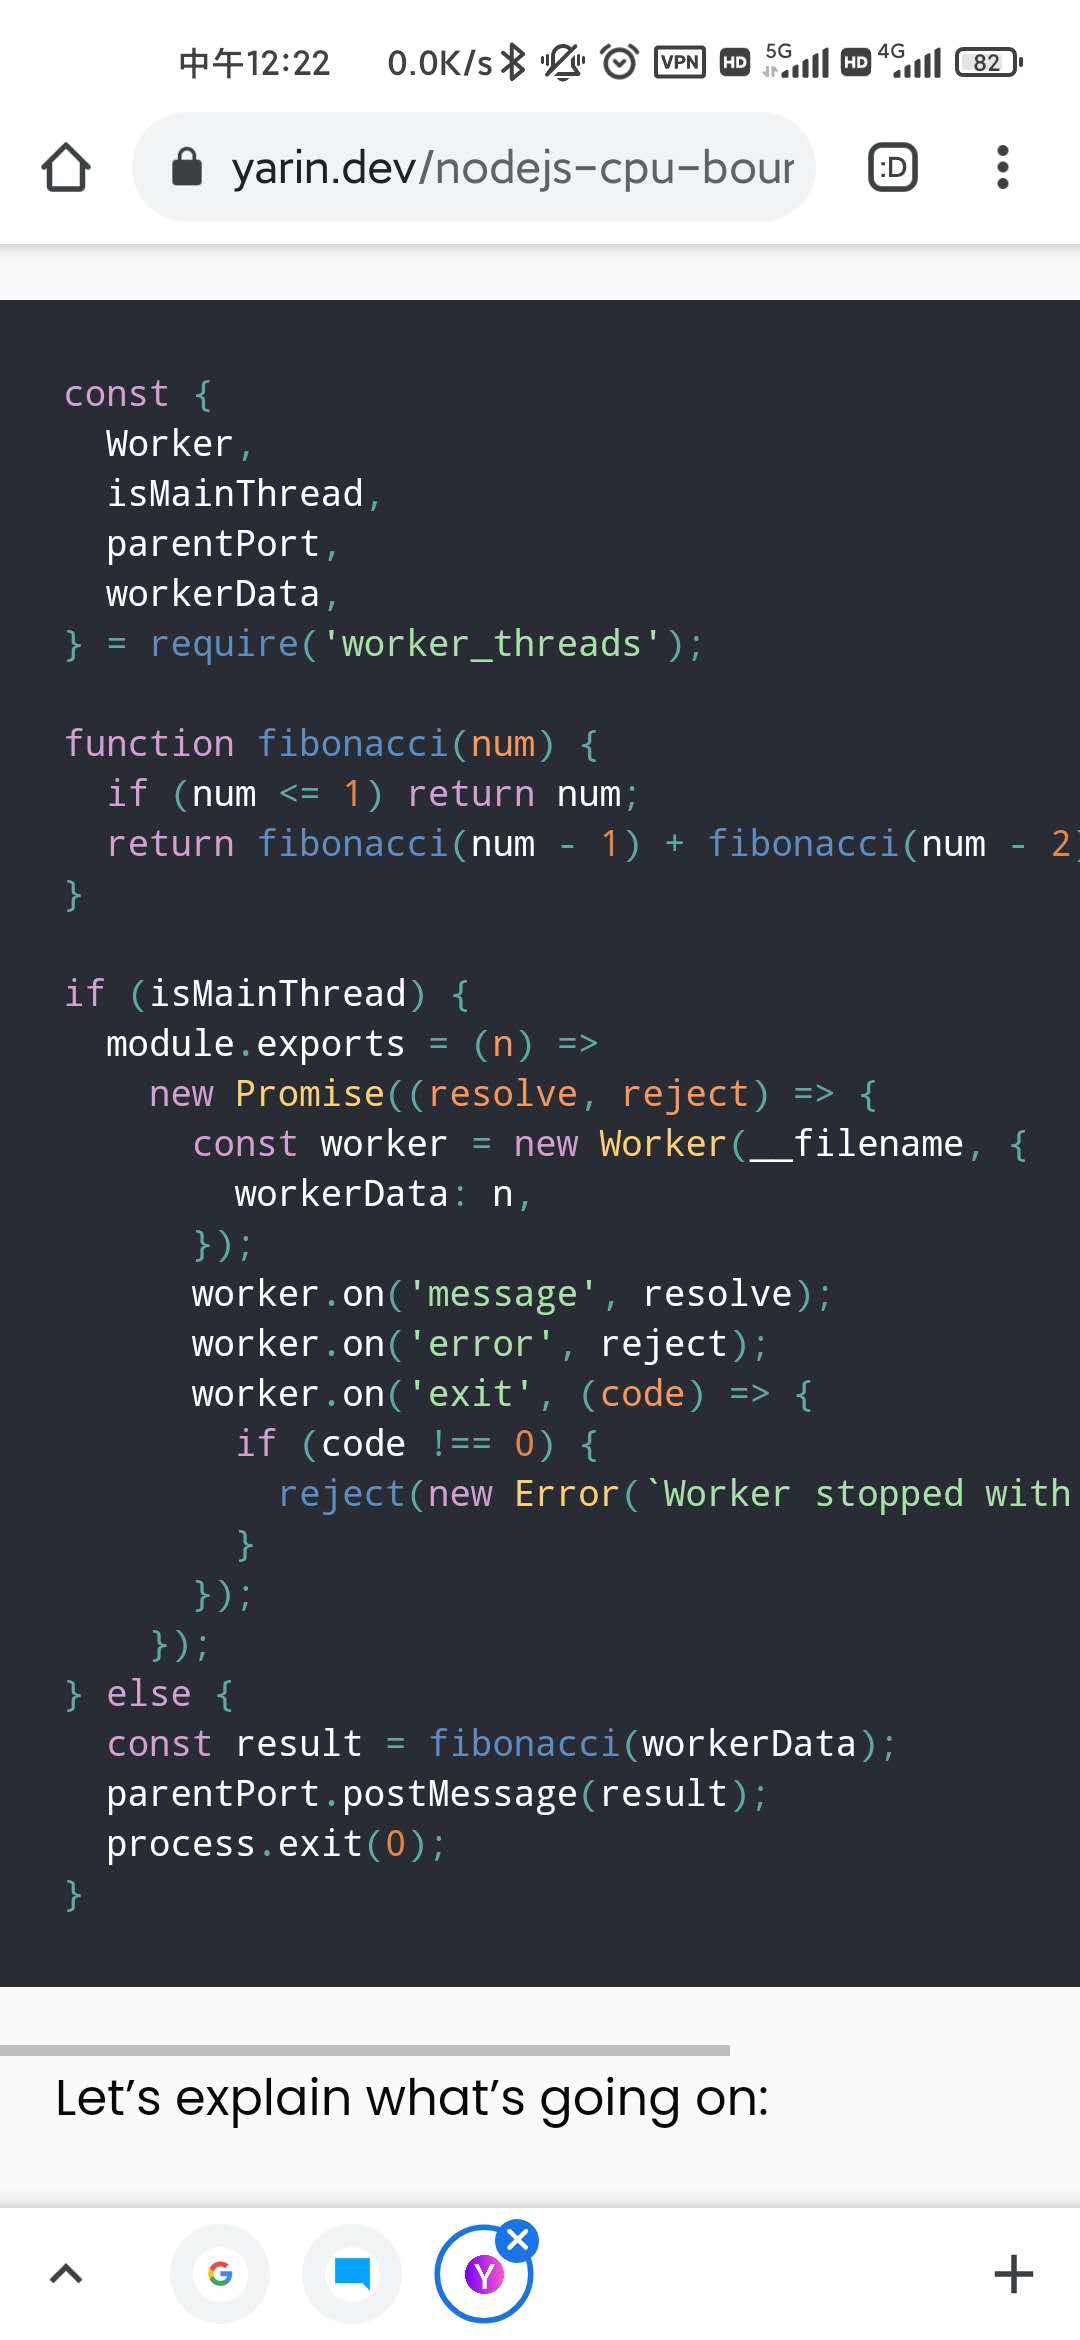 中午12:22 0.0K/s VPN HD 5G HD 4G 82
yarin.dev/nodejs-cpu-bour :D
const {
  Worker,
  isMainThread,
  parentPort,
  workerData,
} = require('worker_threads');
function fibonacci(num) {
  if (num <= 1) return num;
  return fibonacci(num - 1) + fibonacci(num - 2)
}
if (isMainThread) {
  module.exports = (n) =>
    new Promise((resolve, reject) => {
      const worker = new Worker(__filename, {
        workerData: n,
      });
      worker.on('message', resolve);
      worker.on('error', reject);
      worker.on('exit', (code) => {
        if (code !== 0) {
          reject(new Error(`Worker stopped with
        }
      });
    });
} else {
  const result = fibonacci(workerData);
  parentPort.postMessage(result);
  process.exit(0);
}
Let’s explain what’s going on:
G Y